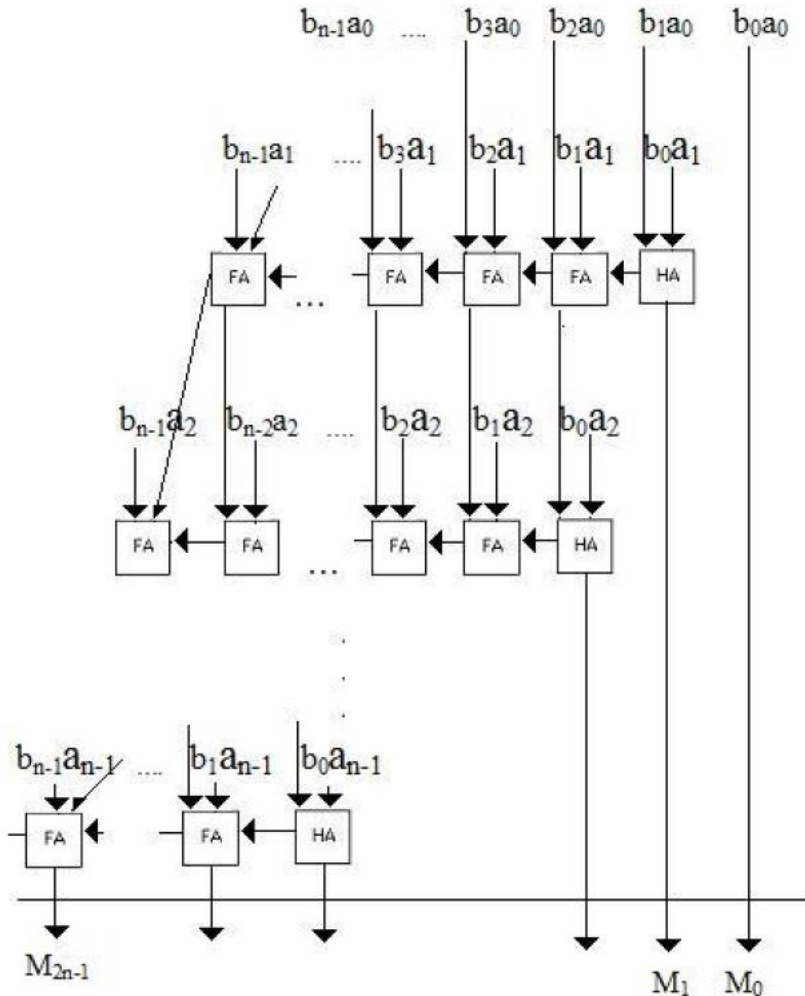 bₙ₋₁a₀ .... b₃a₀ b₂a₀ b₁a₀ b₀a₀
bₙ₋₁a₁ .... b₃a₁ b₂a₁ b₁a₁ b₀a₁
FA ... FA FA FA HA
bₙ₋₁a₂ bₙ₋₂a₂ .... b₂a₂ b₁a₂ b₀a₂
FA FA ... FA FA HA
bₙ₋₁aₙ₋₁ .... b₁aₙ₋₁ b₀aₙ₋₁
FA FA HA
M₂ₙ₋₁ M₁ M₀